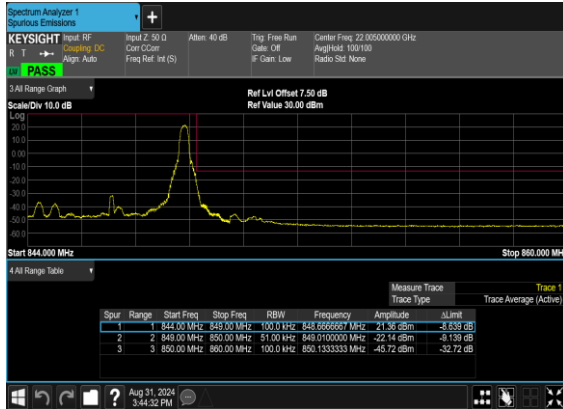 Spectrum Analyzer 1
Spurious Emissions
KEYSIGHT Input: RF Input Z: 50 Ω Atten: 40 dB Trig: Free Run Center Freq: 22.005000000 GHz
R T Coupling: DC Corr CCorr Gate: Off Avg|Hold: 100/100
Align: Auto Freq Ref: Int (S) IF Gain: Low Radio Std: None
LXI PASS
3 All Range Graph
Ref Lvl Offset 7.50 dB
Scale/Div 10.0 dB Ref Value 30.00 dBm
Log
20.0
10.0
0.00
-10.0
-20.0
-30.0
-40.0
-50.0
-60.0
Start 844.000 MHz Stop 860.000 MHz
4 All Range Table
Measure Trace Trace 1
Trace Type Trace Average (Active)
Spur Range Start Freq Stop Freq RBW Frequency Amplitude ΔLimit
1 1 844.00 MHz 849.00 MHz 100.0 kHz 848.6666667 MHz 21.36 dBm -8.639 dB
2 2 849.00 MHz 850.00 MHz 51.00 kHz 849.0100000 MHz -22.14 dBm -9.139 dB
3 3 850.00 MHz 860.00 MHz 100.0 kHz 850.1333333 MHz -45.72 dBm -32.72 dB
? Aug 31, 2024
3:44:32 PM